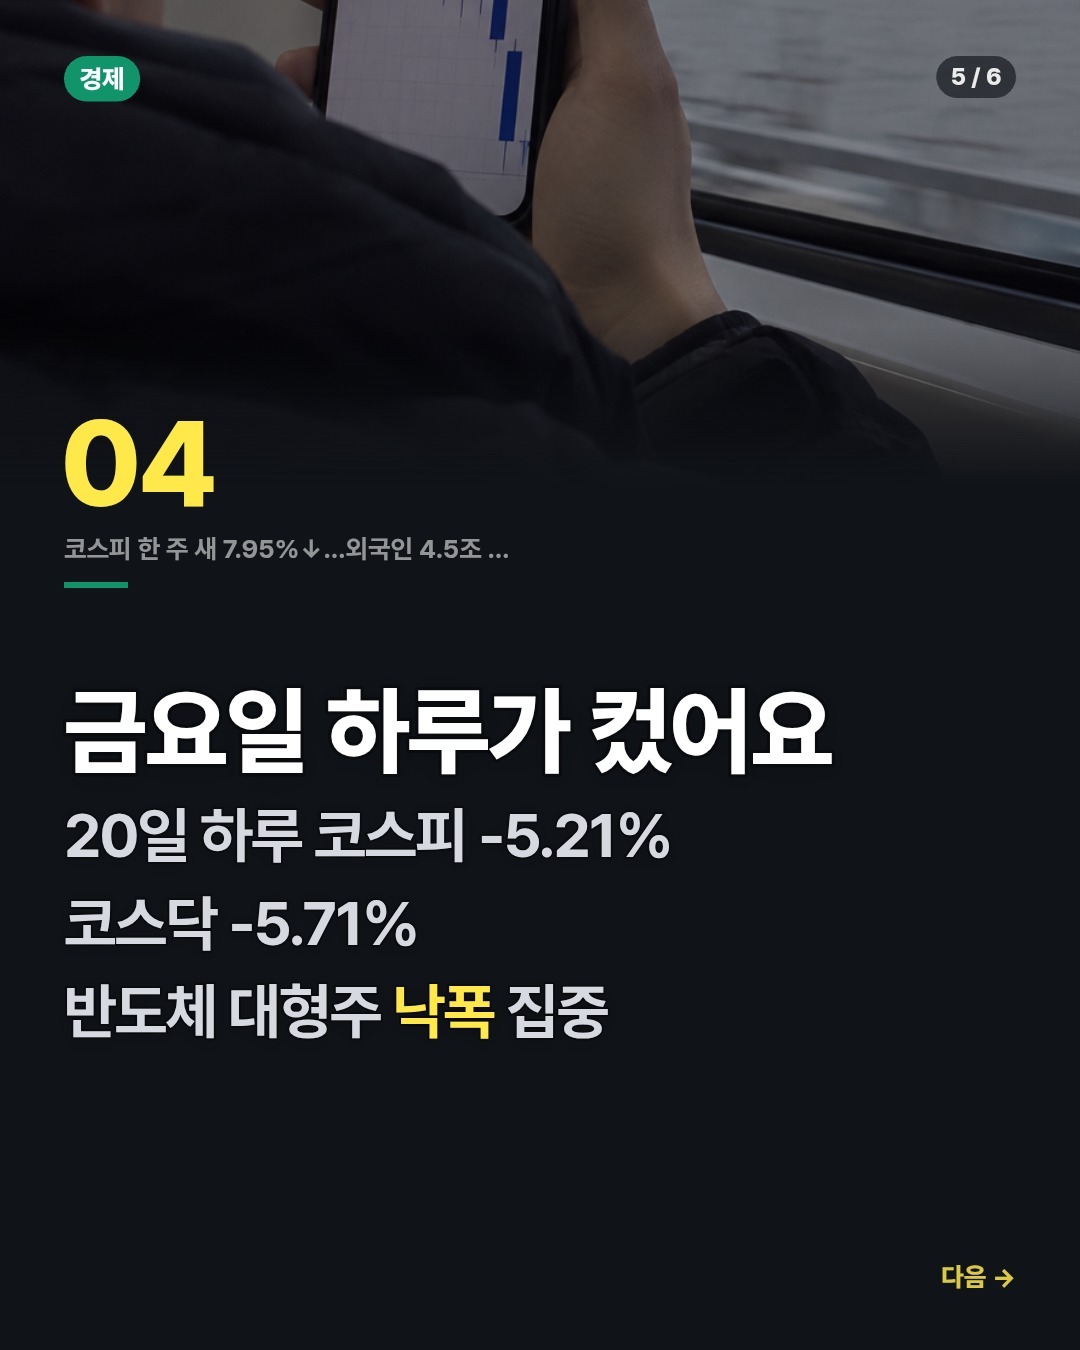 경제
5 / 6
04
코스피 한 주 새 7.95%↓…외국인 4.5조 …
금요일 하루가 컸어요
20일 하루 코스피 -5.21%
코스닥 -5.71%
반도체 대형주 낙폭 집중
다음 →